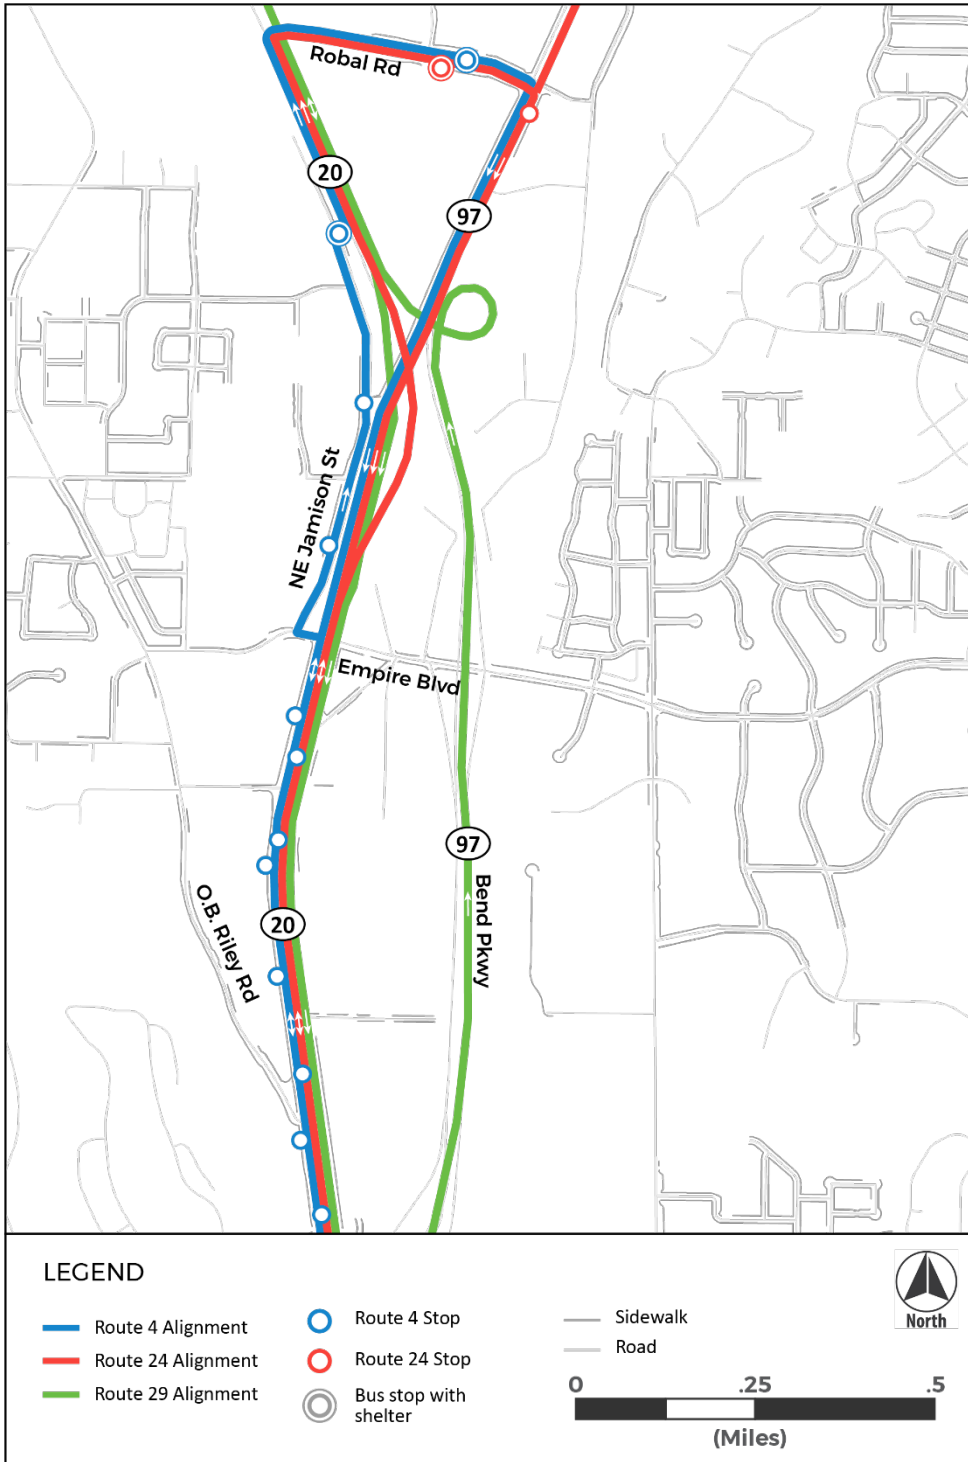 Robal Rd
20
97
NE Jamison St
Empire Blvd
97
Bend Pkwy
O.B. Riley Rd
20
LEGEND
Route 4 Alignment
Route 24 Alignment
Route 29 Alignment
Route 4 Stop
Route 24 Stop
Bus stop with
shelter
Sidewalk
Road
North
0 .25 .5
(Miles)